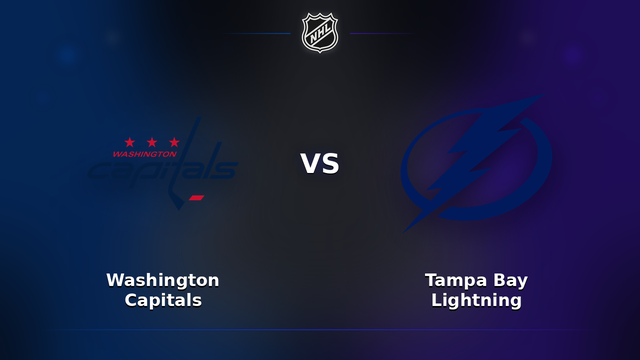 NHL
WASHINGTON
capitals
VS
Washington
Capitals
Tampa Bay
Lightning